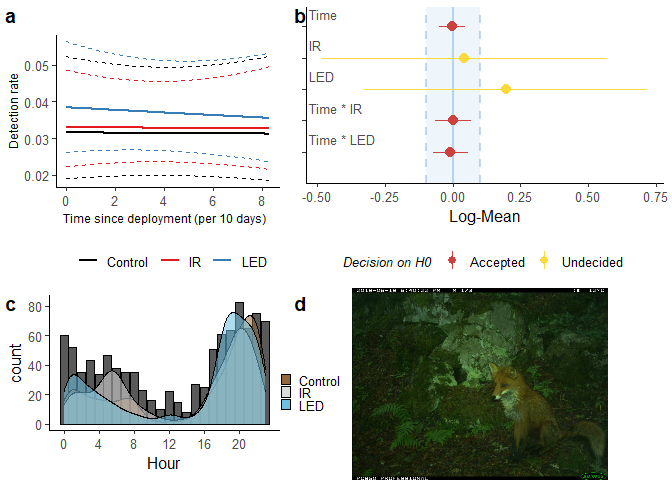 a
Detection rate
0.05
0.04
0.03
0.02
0 2 4 6 8
Time since deployment (per 10 days)
Control IR LED
b
Time
IR
LED
Time * IR
Time * LED
-0.50 -0.25 0.00 0.25 0.50 0.75
Log-Mean
Decision on H0 Accepted Undecided
c
count
80
60
40
20
0
0 4 8 12 16 20
Hour
Control
IR
LED
d
PC850 PROFESSIONAL